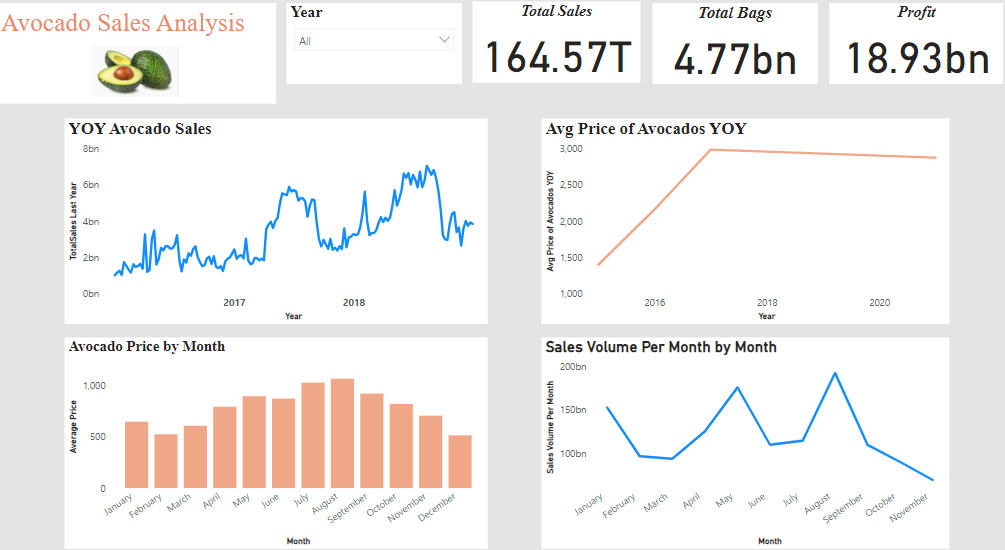 Avocado Sales Analysis
Year
All
Total Sales
164.57T
Total Bags
4.77bn
Profit
18.93bn
YOY Avocado Sales
TotalSales Last Year
8bn
6bn
4bn
2bn
0bn
2017 2018
Year
Avg Price of Avocados YOY
Avg Price of Avocados YOY
3,000
2,500
2,000
1,500
1,000
2016 2018 2020
Year
Avocado Price by Month
Average Price
1,000
500
0
January February March April May June July August September October November December
Month
Sales Volume Per Month by Month
Sales Volume Per Month
200bn
150bn
100bn
January February March April May June July August September October November
Month